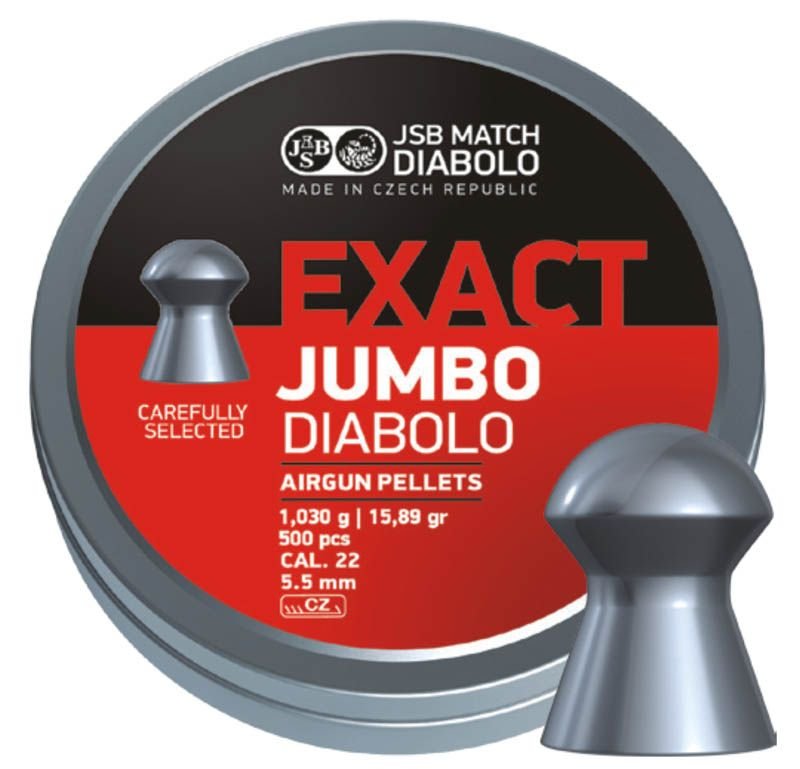 JSB
JSB MATCH
DIABOLO
MADE IN CZECH REPUBLIC
EXACT
JUMBO
DIABOLO
CAREFULLY
SELECTED
AIRGUN PELLETS
1,030 g | 15,89 gr
500 pcs
CAL. 22
5.5 mm
CZ